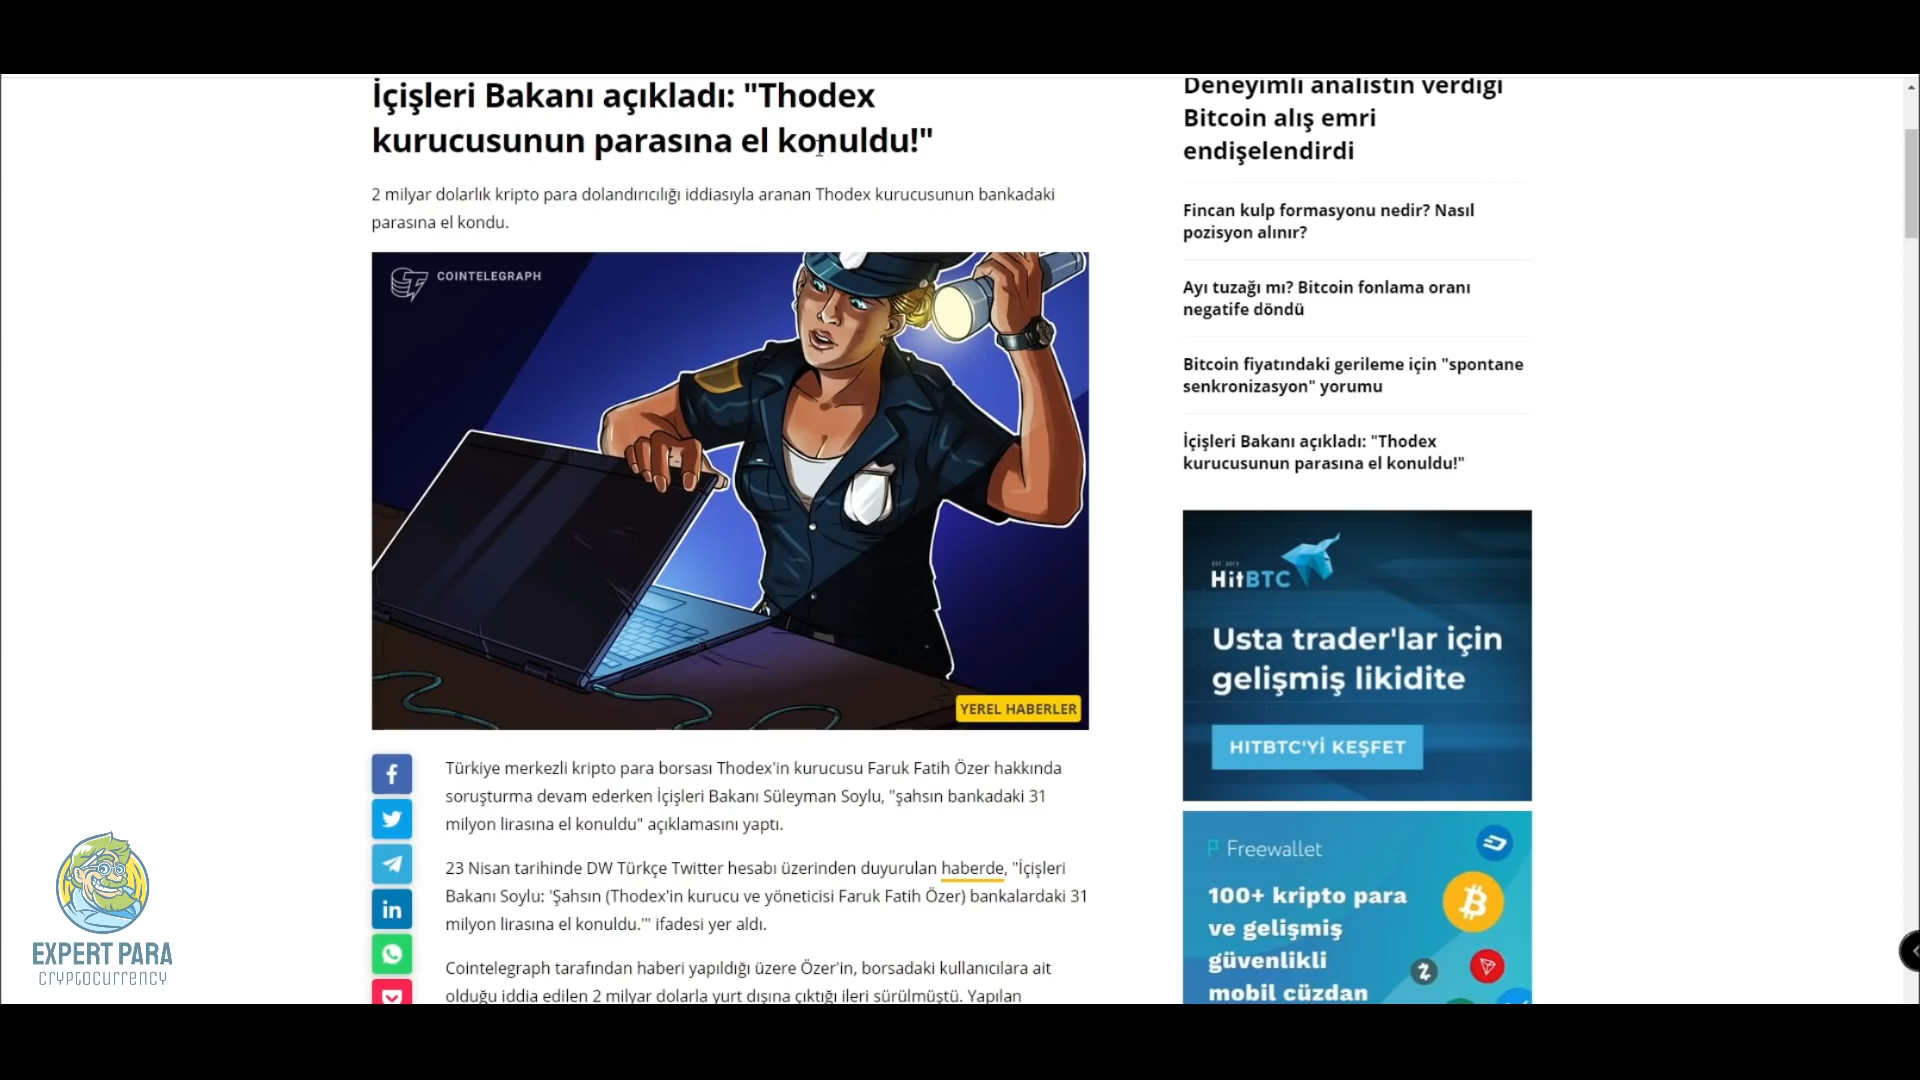 İçişleri Bakanı açıkladı: "Thodex
kurucusunun parasına el konuldu!"
2 milyar dolarlık kripto para dolandırıcılığı iddiasıyla aranan Thodex kurucusunun bankadaki
parasına el kondu.
COINTELEGRAPH
YEREL HABERLER
Türkiye merkezli kripto para borsası Thodex'in kurucusu Faruk Fatih Özer hakkında
soruşturma devam ederken İçişleri Bakanı Süleyman Soylu, "şahsın bankadaki 31
milyon lirasına el konuldu" açıklamasını yaptı.
23 Nisan tarihinde DW Türkçe Twitter hesabı üzerinden duyurulan haberde, "İçişleri
Bakanı Soylu: 'Şahsın (Thodex'in kurucu ve yöneticisi Faruk Fatih Özer) bankalardaki 31
milyon lirasına el konuldu.'" ifadesi yer aldı.
Cointelegraph tarafından haberi yapıldığı üzere Özer'in, borsadaki kullanıcılara ait
olduğu iddia edilen 2 milyar dolarla yurt dışına çıktığı ileri sürülmüştü. Yapılan
Deneyimli analistin verdiği
Bitcoin alış emri
endişelendirdi
Fincan kulp formasyonu nedir? Nasıl
pozisyon alınır?
Ayı tuzağı mı? Bitcoin fonlama oranı
negatife döndü
Bitcoin fiyatındaki gerileme için "spontane
senkronizasyon" yorumu
İçişleri Bakanı açıkladı: "Thodex
kurucusunun parasına el konuldu!"
EST. 2013
HitBTC
Usta trader'lar için
gelişmiş likidite
HITBTC'Yİ KEŞFET
Freewallet
100+ kripto para
ve gelişmiş
güvenlikli
mobil cüzdan
EXPERT PARA
CRYPTOCURRENCY